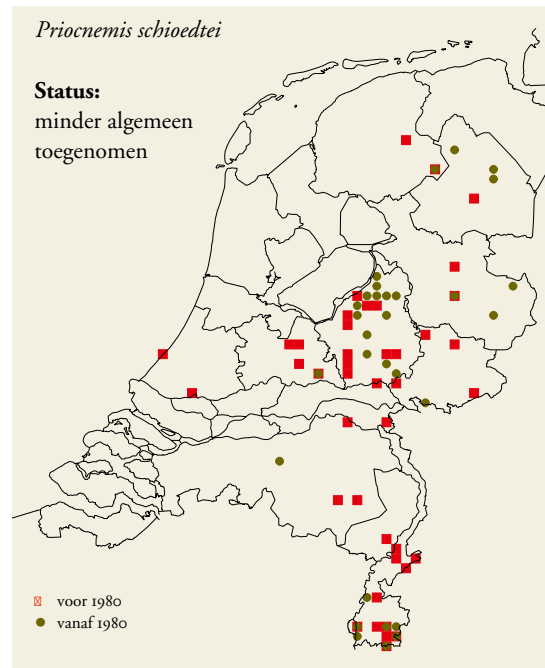 Priocnemis schioedtei
Status:
minder algemeen
toegenomen
voor 1980
vanaf 1980